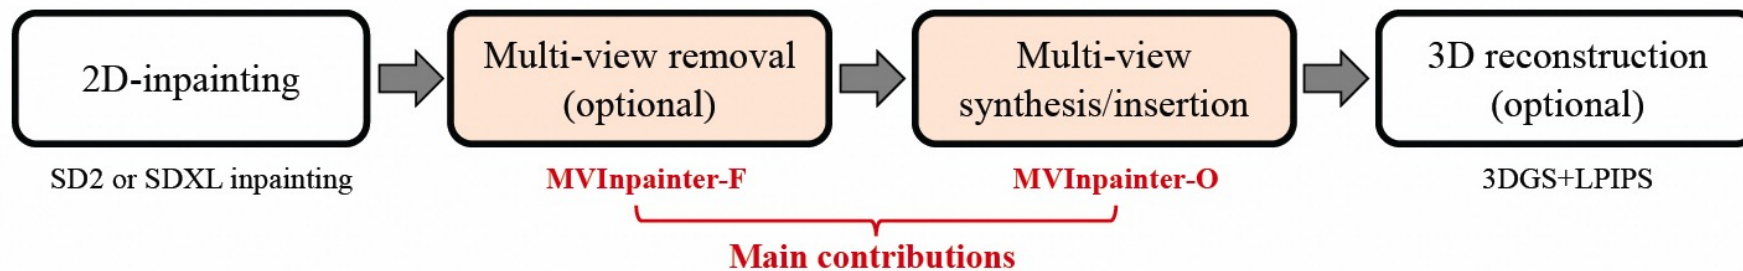 2D-inpainting
Multi-view removal
(optional)
Multi-view
synthesis/insertion
3D reconstruction
(optional)
SD2 or SDXL inpainting
MVInpainter-F
MVInpainter-O
3DGS+LPIPS
Main contributions